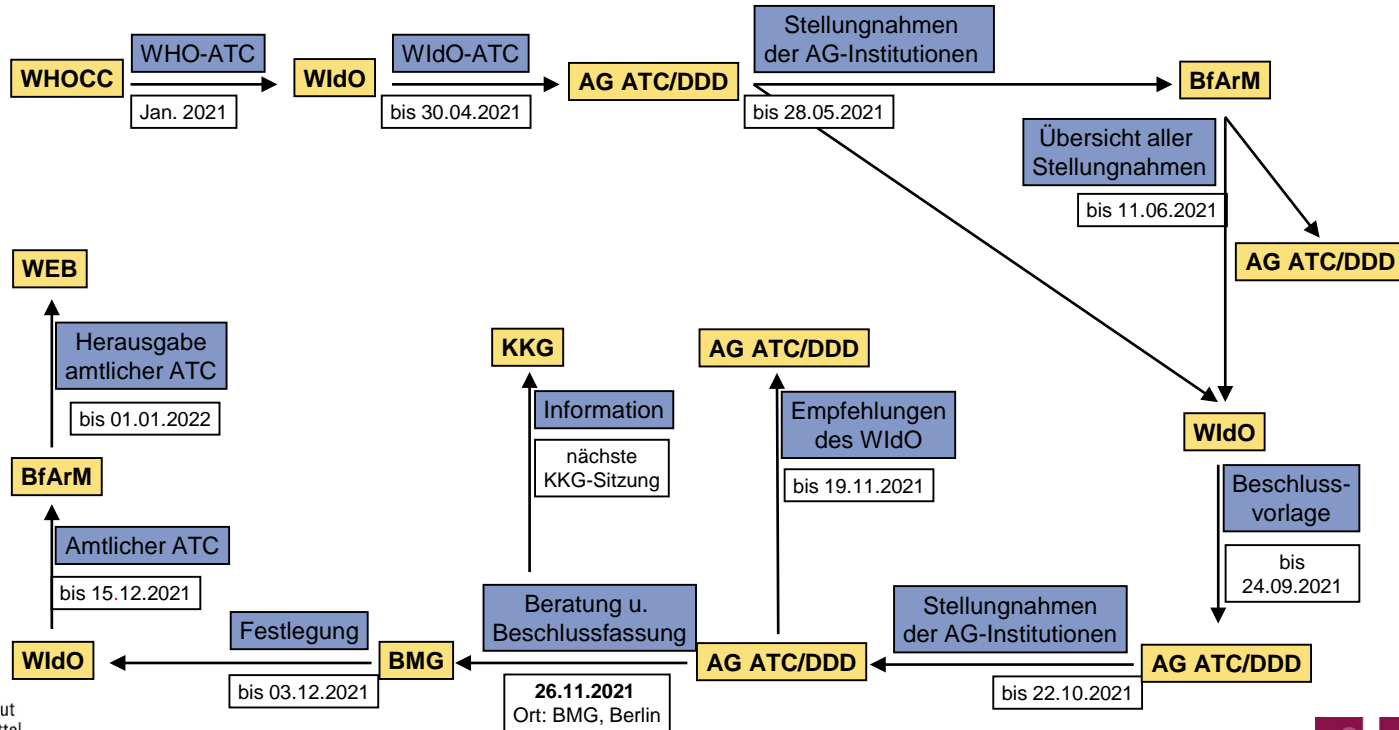 WHOCC
WHO-ATC
Jan. 2021
WIdO
WIdO-ATC
bis 30.04.2021
AG ATC/DDD
Stellungnahmen
der AG-Institutionen
bis 28.05.2021
BfArM
Übersicht aller
Stellungnahmen
bis 11.06.2021
AG ATC/DDD
WEB
Herausgabe
amtlicher ATC
bis 01.01.2022
BfArM
Amtlicher ATC
bis 15.12.2021
WIdO
KKG
Information
nächste
KKG-Sitzung
AG ATC/DDD
Empfehlungen
des WIdO
bis 19.11.2021
WIdO
Beschluss-
vorlage
bis
24.09.2021
Festlegung
bis 03.12.2021
BMG
Beratung u.
Beschlussfassung
26.11.2021
Ort: BMG, Berlin
AG ATC/DDD
Stellungnahmen
der AG-Institutionen
bis 22.10.2021
AG ATC/DDD
ut